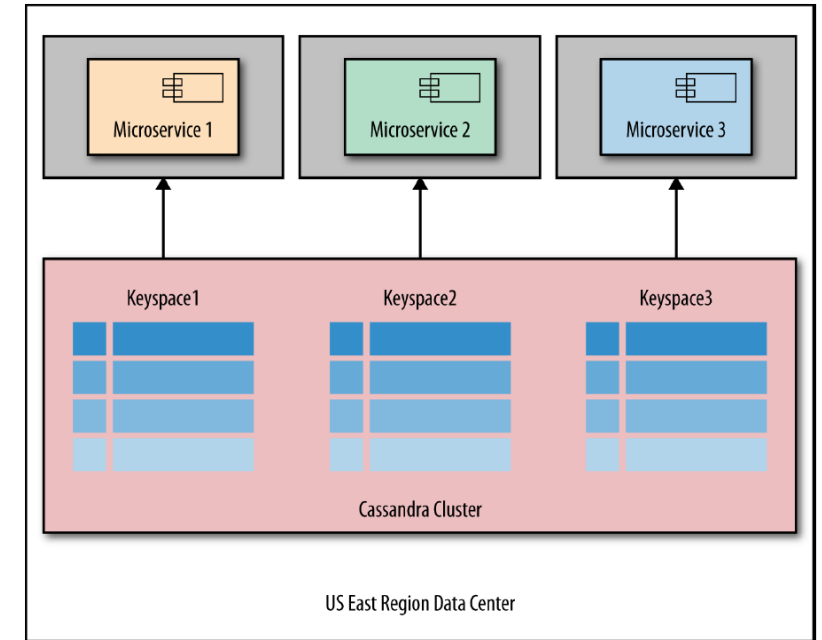 Microservice 1
Microservice 2
Microservice 3
Keyspace1
Keyspace2
Keyspace3
Cassandra Cluster
US East Region Data Center